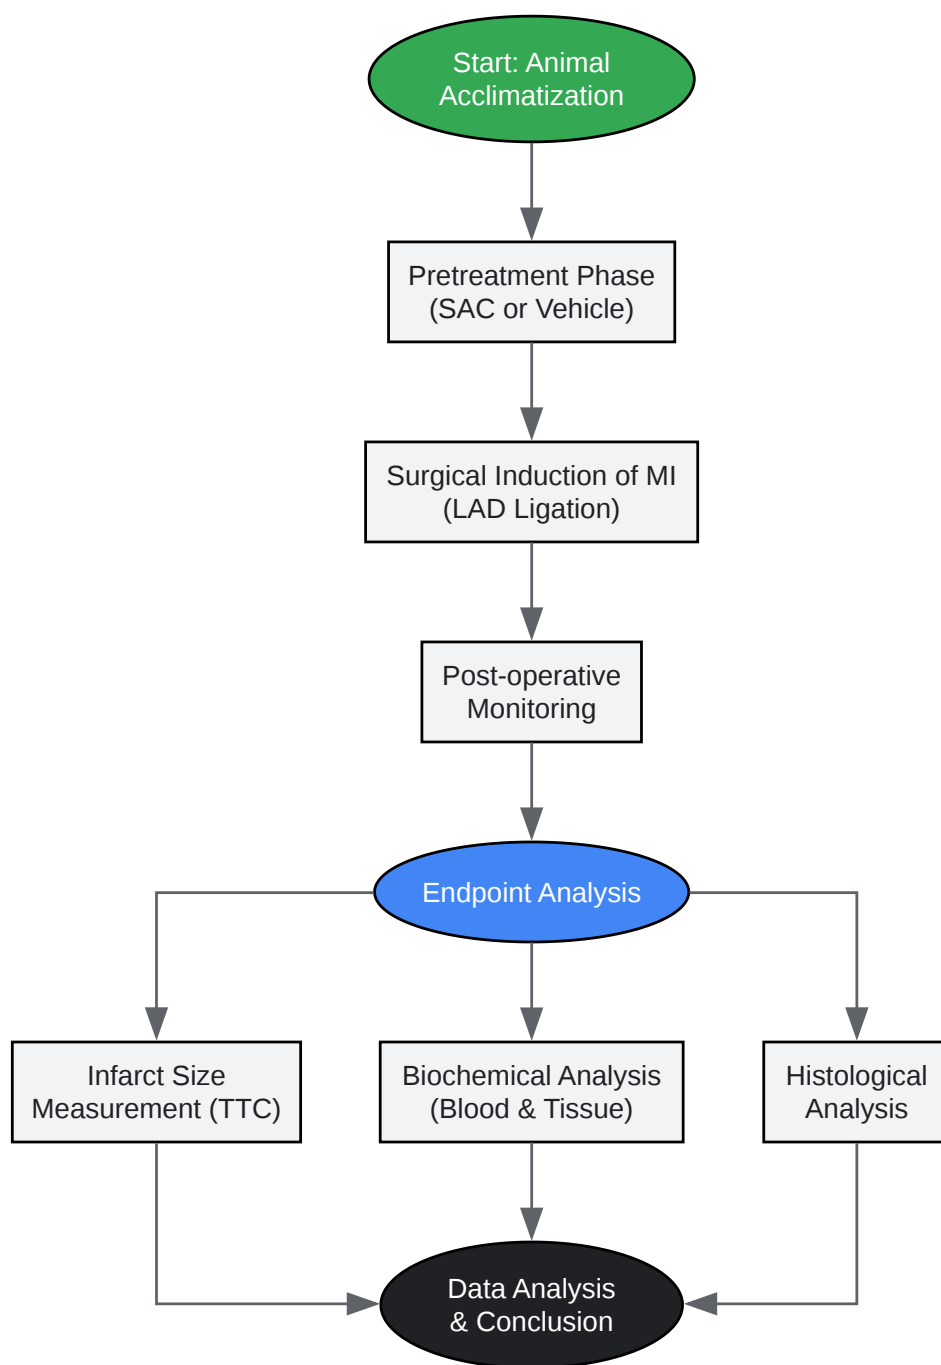 Start: Animal
Acclimatization
Pretreatment Phase
(SAC or Vehicle)
Surgical Induction of MI
(LAD Ligation)
Post-operative
Monitoring
Endpoint Analysis
Infarct Size
Measurement (TTC)
Biochemical Analysis
(Blood & Tissue)
Histological
Analysis
Data Analysis
& Conclusion